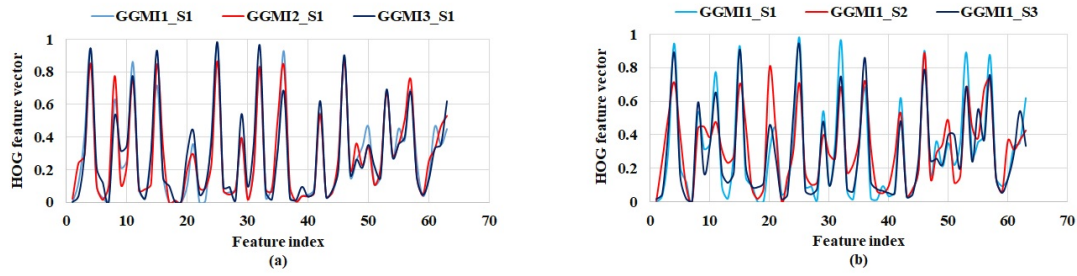 GGMI1_S1 GGMI2_S1 GGMI3_S1
HOG feature vector
1
0.8
0.6
0.4
0.2
0
0 10 20 30 40 50 60 70
Feature index
(a)
GGMI1_S1 GGMI1_S2 GGMI1_S3
HOG feature vector
1
0.8
0.6
0.4
0.2
0
0 10 20 30 40 50 60 70
Feature index
(b)